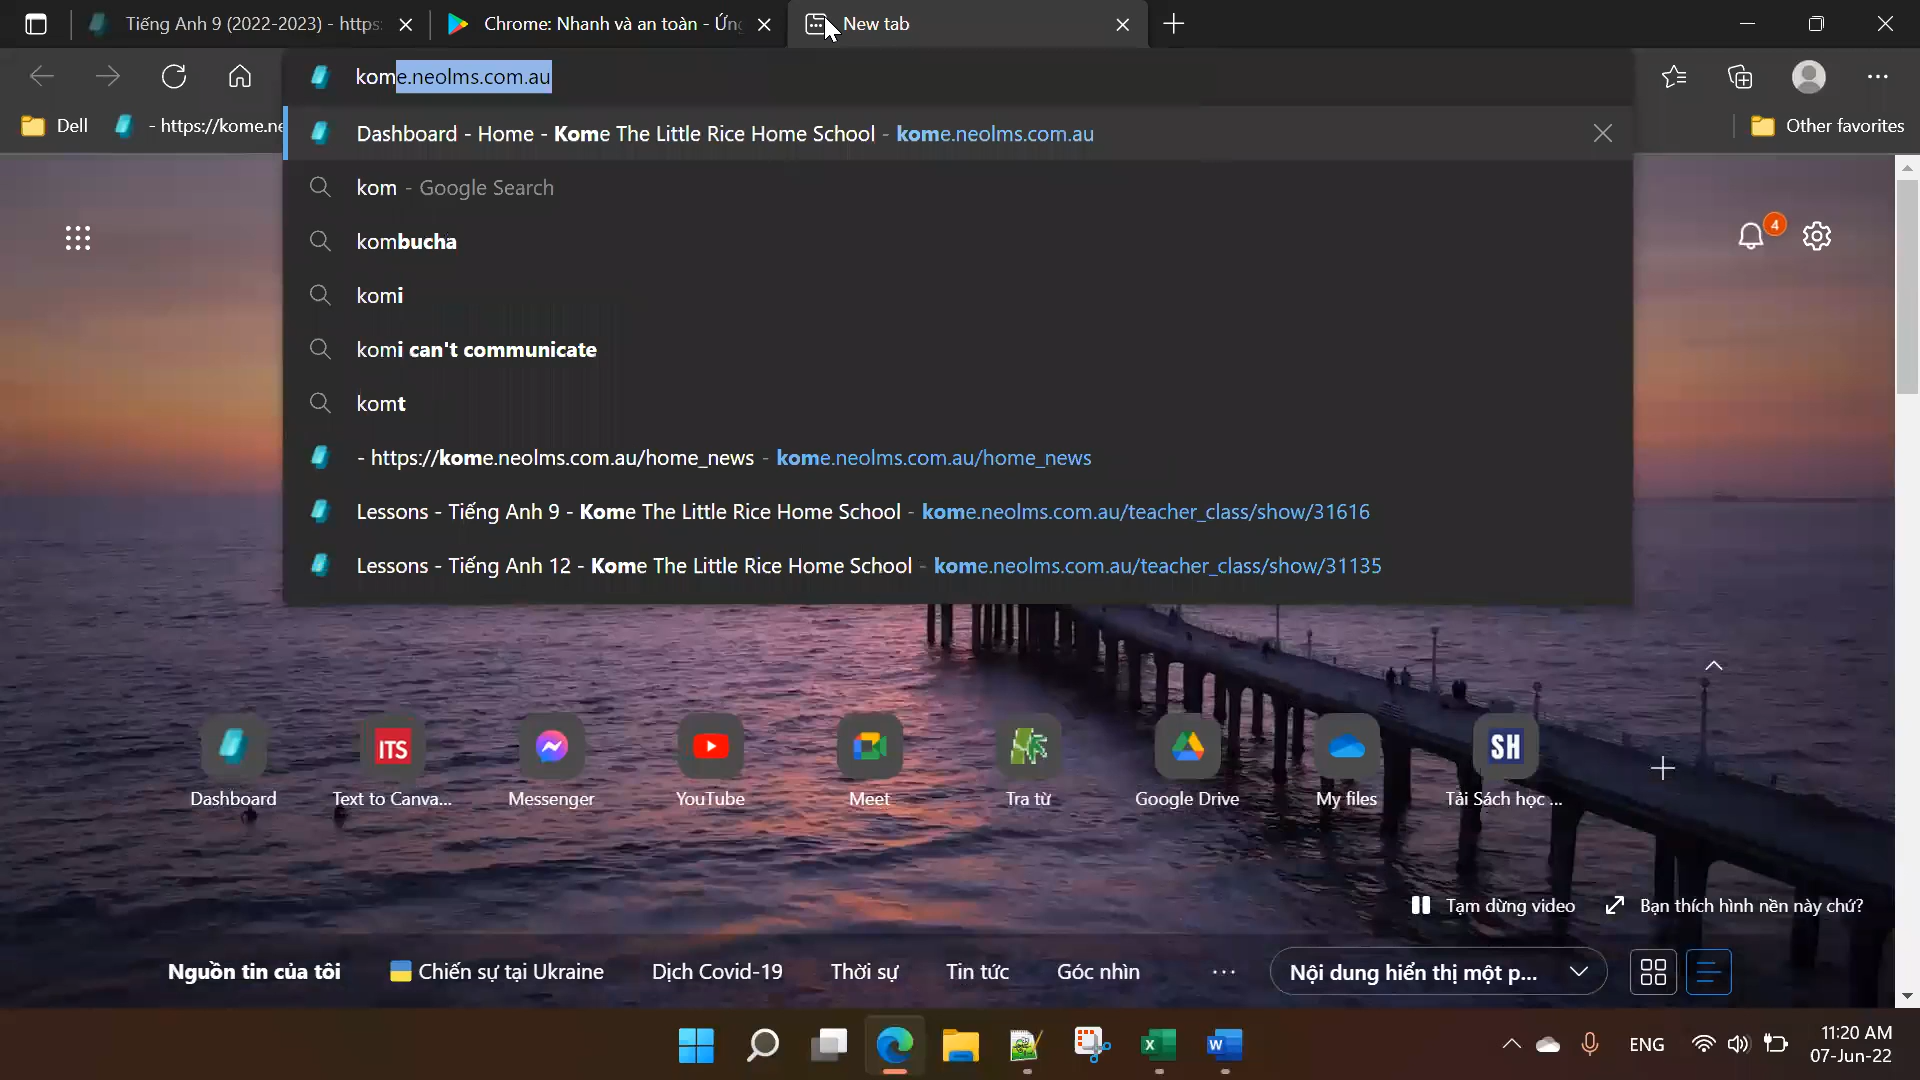 Tiếng Anh 9 (2022-2023) - https:
Chrome: Nhanh và an toàn - Ứng
New tab
kome.neolms.com.au
Dell
- https://kome.ne
Other favorites
Dashboard - Home - Kome The Little Rice Home School - kome.neolms.com.au
kom - Google Search
kombucha
komi
komi can't communicate
komt
- https://kome.neolms.com.au/home_news - kome.neolms.com.au/home_news
Lessons - Tiếng Anh 9 - Kome The Little Rice Home School - kome.neolms.com.au/teacher_class/show/31616
Lessons - Tiếng Anh 12 - Kome The Little Rice Home School - kome.neolms.com.au/teacher_class/show/31135
4
ITS
SH
Dashboard
Text to Canva...
Messenger
YouTube
Meet
Tra từ
Google Drive
My files
Tải Sách học ...
Tạm dừng video
Bạn thích hình nền này chứ?
Nguồn tin của tôi
Chiến sự tại Ukraine
Dịch Covid-19
Thời sự
Tin tức
Góc nhìn
...
Nội dung hiển thị một p...
ENG
11:20 AM
07-Jun-22